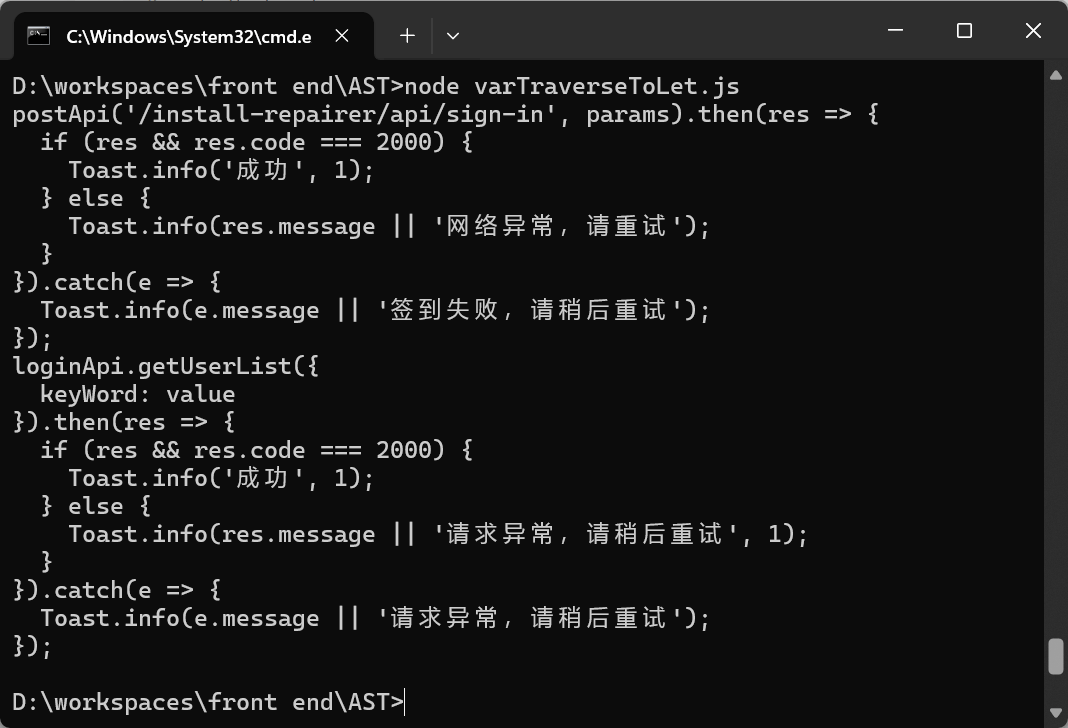 C:\Windows\System32\cmd.e
D:\workspaces\front end\AST>node varTraverseToLet.js
postApi('/install-repairer/api/sign-in', params).then(res => {
  if (res && res.code === 2000) {
    Toast.info('成功', 1);
  } else {
    Toast.info(res.message || '网络异常，请重试');
  }
}).catch(e => {
  Toast.info(e.message || '签到失败，请稍后重试');
});
loginApi.getUserList({
  keyWord: value
}).then(res => {
  if (res && res.code === 2000) {
    Toast.info('成功', 1);
  } else {
    Toast.info(res.message || '请求异常，请稍后重试', 1);
  }
}).catch(e => {
  Toast.info(e.message || '请求异常，请稍后重试');
});
D:\workspaces\front end\AST>